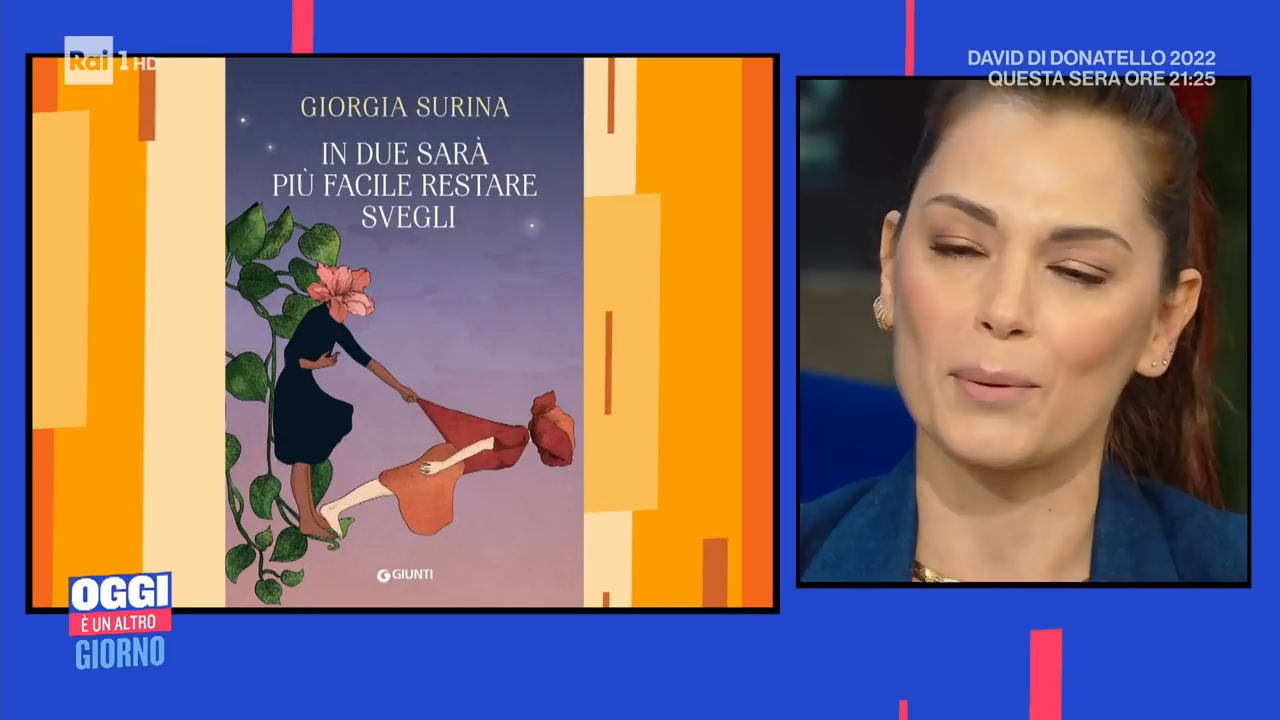 Rai 1 HD
DAVID DI DONATELLO 2022
QUESTA SERA ORE 21:25
GIORGIA SURINA
IN DUE SARÀ
PIÙ FACILE RESTARE
SVEGLI
GIUNTI
OGGI
È UN ALTRO
GIORNO